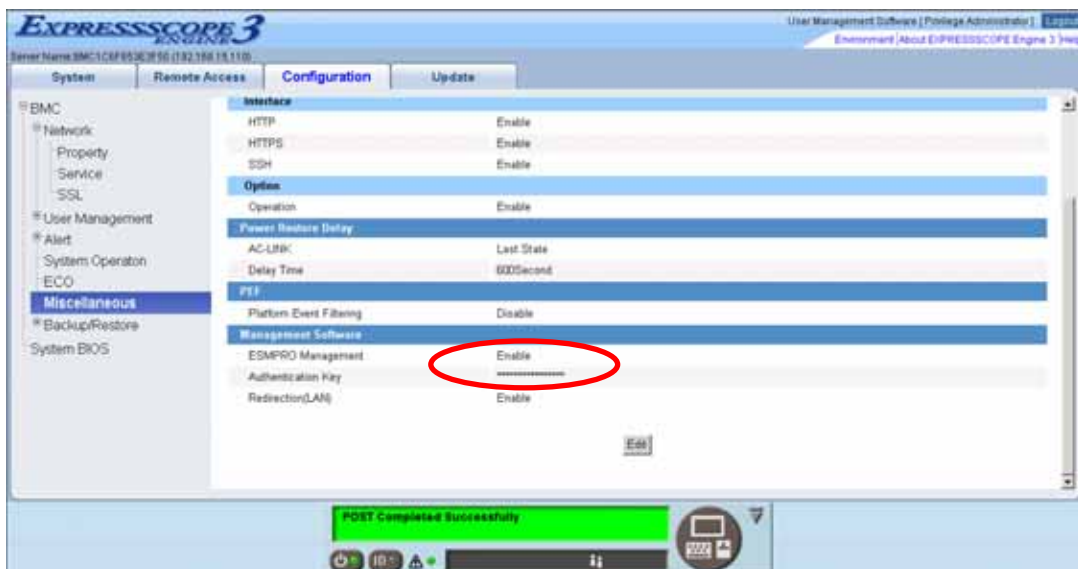 EXPRESSSCOPE 3
ENGINE
User Management Software [ Privilege Administrator ] Logout
Environment |About EXPRESSSCOPE Engine 3 |Help
System
Remote Access
Configuration
Update
BMC
Network
Property
Service
SSL
User Management
Alert
System Operaton
ECO
Miscellaneous
Backup/Restore
System BIOS
Interface
HTTP Enable
HTTPS Enable
SSH Enable
Option
Operation Enable
Power Restore Delay
AC-LINK Last State
Delay Time 600Second
PEF
Platform Event Filtering Disable
Management Software
ESMPRO Management Enable
Authentication Key ****************
Redirection(LAN) Enable
Edit
POST Completed Successfully
ID